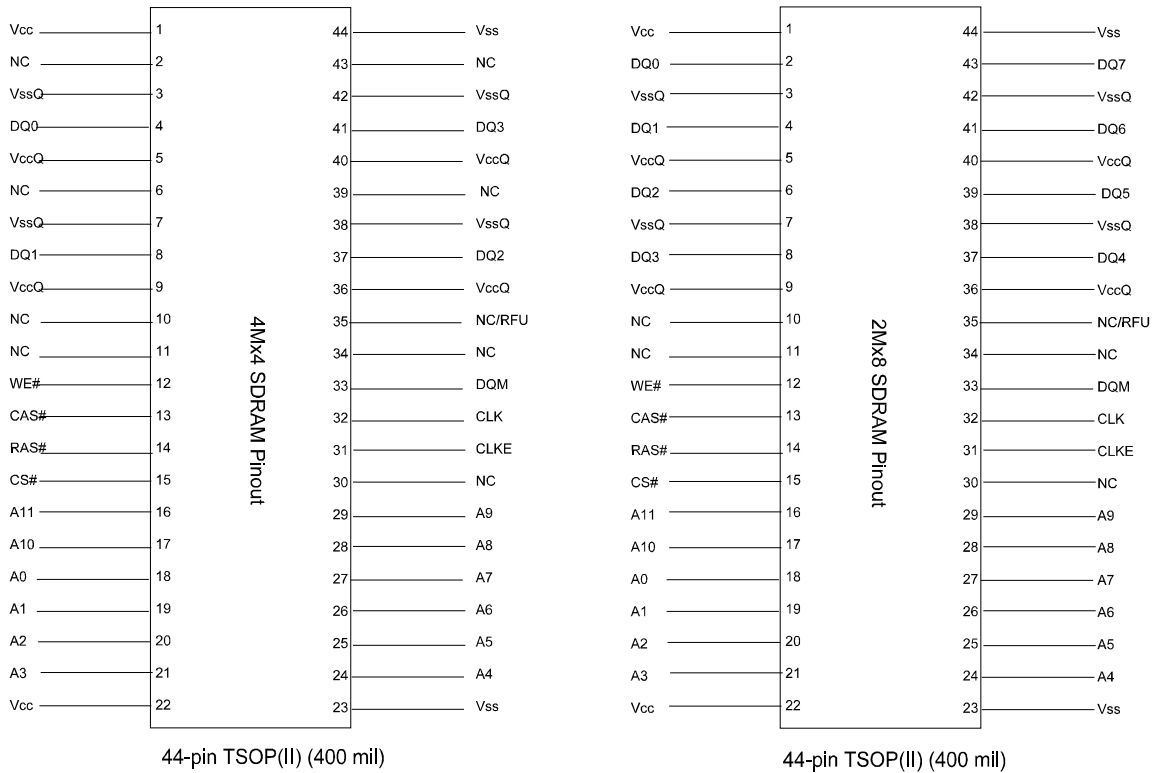 Vcc 1 44 Vss
NC 2 43 NC
VssQ 3 42 VssQ
DQ0 4 41 DQ3
VccQ 5 40 VccQ
NC 6 39 NC
VssQ 7 38 VssQ
DQ1 8 37 DQ2
VccQ 9 36 VccQ
NC 10 35 NC/RFU
NC 11 34 NC
WE# 12 33 DQM
CAS# 13 32 CLK
RAS# 14 31 CLKE
CS# 15 30 NC
A11 16 29 A9
A10 17 28 A8
A0 18 27 A7
A1 19 26 A6
A2 20 25 A5
A3 21 24 A4
Vcc 22 23 Vss
4Mx4 SDRAM Pinout
44-pin TSOP(II) (400 mil)
Vcc 1 44 Vss
DQ0 2 43 DQ7
VssQ 3 42 VssQ
DQ1 4 41 DQ6
VccQ 5 40 VccQ
DQ2 6 39 DQ5
VssQ 7 38 VssQ
DQ3 8 37 DQ4
VccQ 9 36 VccQ
NC 10 35 NC/RFU
NC 11 34 NC
WE# 12 33 DQM
CAS# 13 32 CLK
RAS# 14 31 CLKE
CS# 15 30 NC
A11 16 29 A9
A10 17 28 A8
A0 18 27 A7
A1 19 26 A6
A2 20 25 A5
A3 21 24 A4
Vcc 22 23 Vss
2Mx8 SDRAM Pinout
44-pin TSOP(II) (400 mil)